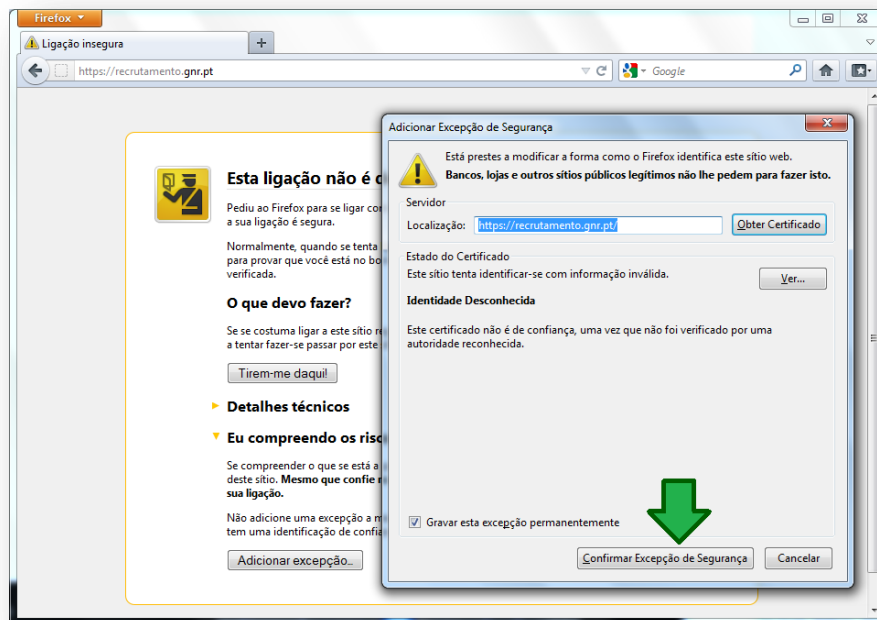 Firefox
Ligação insegura
https://recrutamento.gnr.pt
Google
Esta ligação não é
Pediu ao Firefox para se ligar
a sua ligação é segura.
Normalmente, quando se tenta
para provar que você está no
verificada.
O que devo fazer?
Se se costuma ligar a este sítio
a tentar fazer-se passar por este
Tirem-me daqui!
Detalhes técnicos
Eu compreendo os
Se compreender o que se está a
deste sítio. Mesmo que confie
sua ligação.
Não adicione uma excepção a
tem uma identificação de
Adicionar excepção...
Adicionar Excepção de Segurança
Está prestes a modificar a forma como o Firefox identifica este sítio web.
Bancos, lojas e outros sítios públicos legítimos não lhe pedem para fazer isto.
Servidor
Localização: https://recrutamento.gnr.pt/ Obter Certificado
Estado do Certificado
Este sítio tenta identificar-se com informação inválida.
Ver...
Identidade Desconhecida
Este certificado não é de confiança, uma vez que não foi verificado por uma
autoridade reconhecida.
Gravar esta excepção permanentemente
Confirmar Excepção de Segurança Cancelar